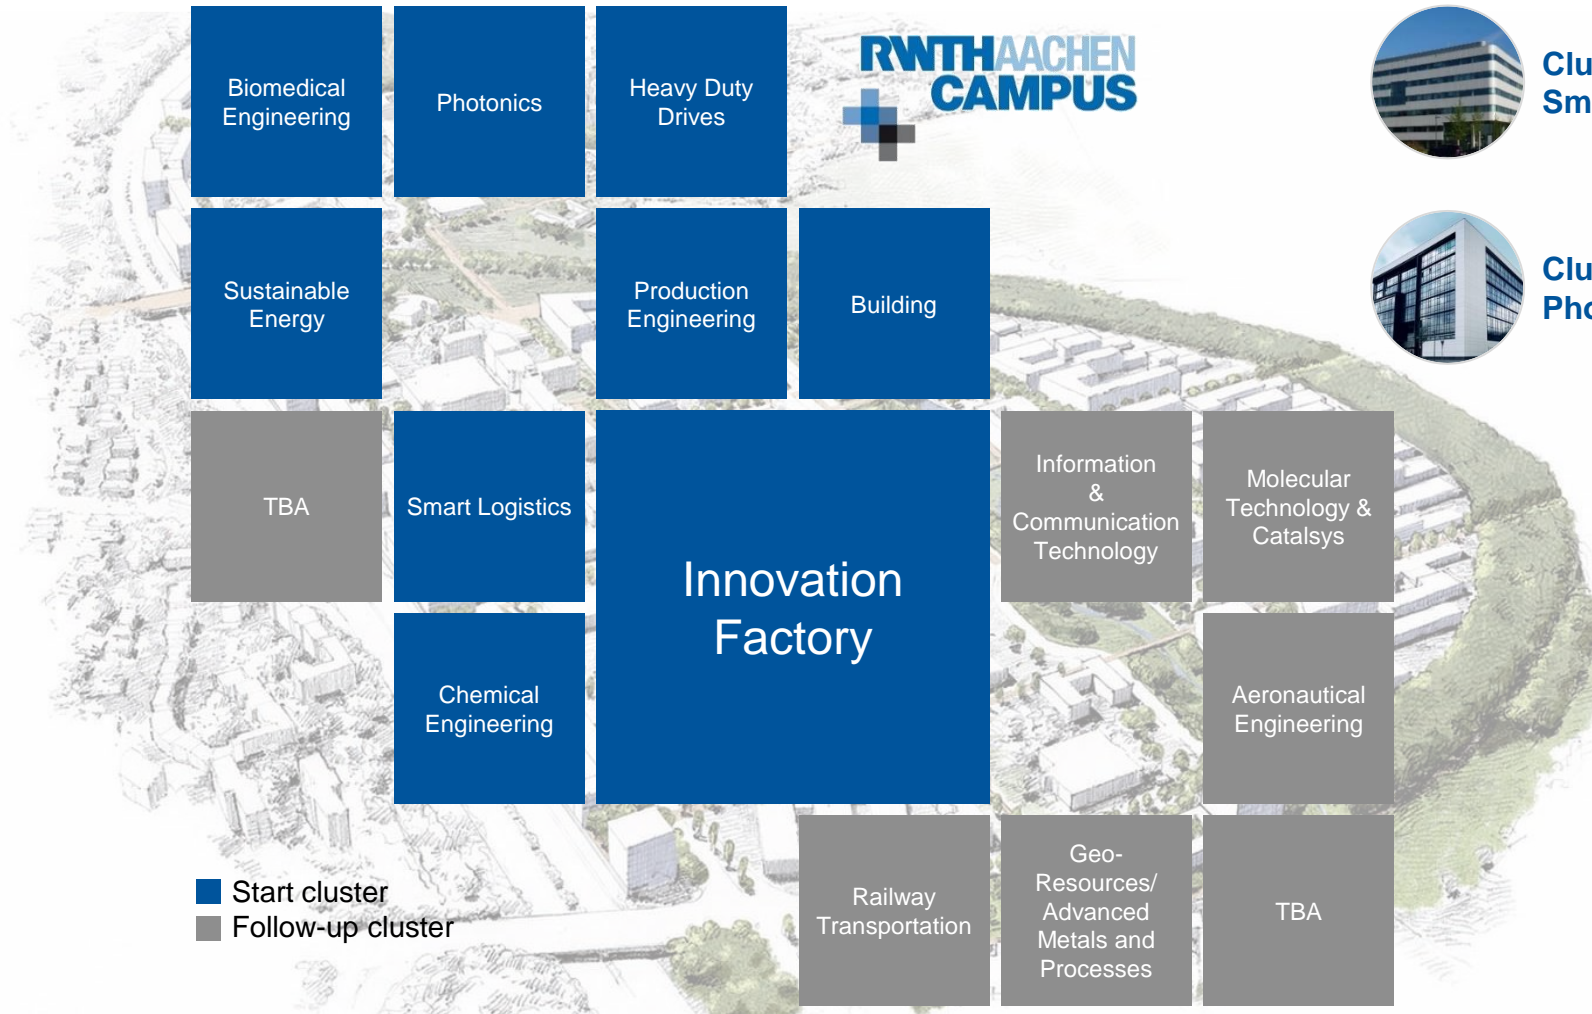 Biomedical
Engineering
Photonics
Heavy Duty
Drives
RWTHAACHEN
CAMPUS
Sustainable
Energy
Production
Engineering
Building
TBA
Smart Logistics
Innovation
Factory
Information
&
Communication
Technology
Molecular
Technology &
Catalsys
Chemical
Engineering
Aeronautical
Engineering
Railway
Transportation
Geo-
Resources/
Advanced
Metals and
Processes
TBA
Start cluster
Follow-up cluster